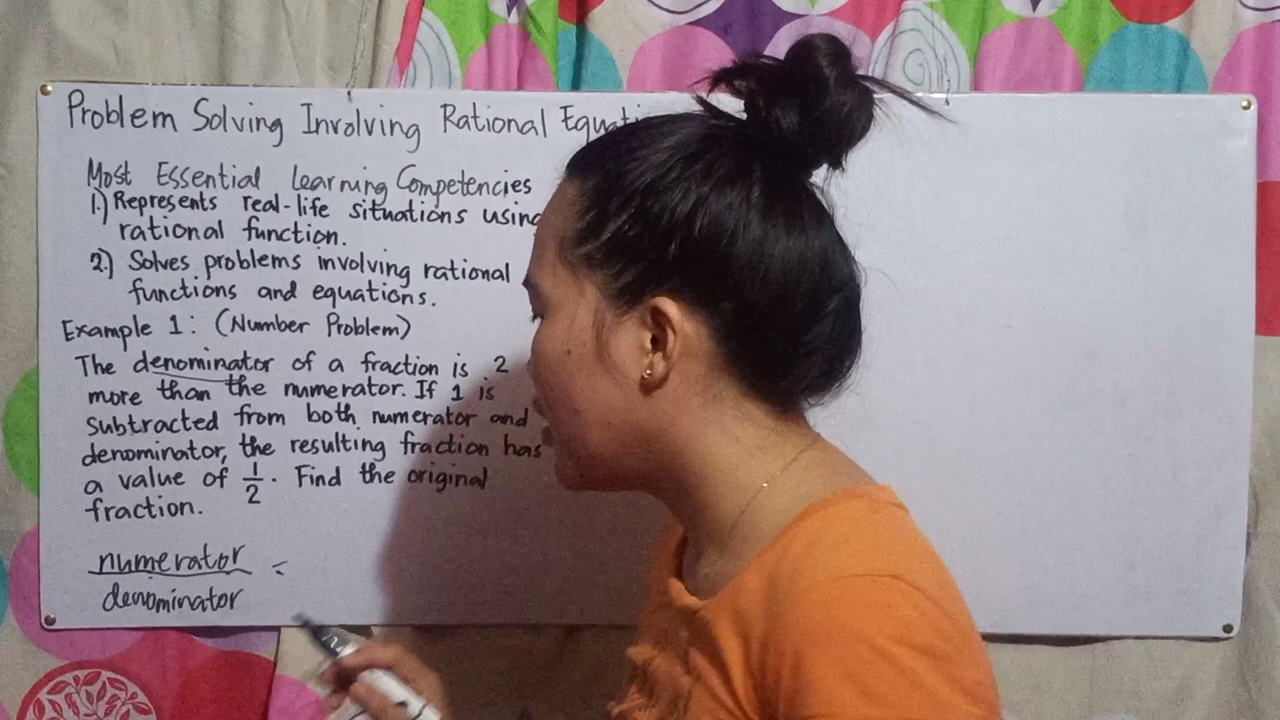 Problem Solving Involving Rational Equati
Most Essential Learning Competencies
1.) Represents real-life situations using
rational function.
2.) Solves problems involving rational
functions and equations.
Example 1: (Number Problem)
The denominator of a fraction is 2
more than the numerator. If 1 is
subtracted from both numerator and
denominator, the resulting fraction has
a value of 1/2. Find the original
fraction.
numerator =
denominator